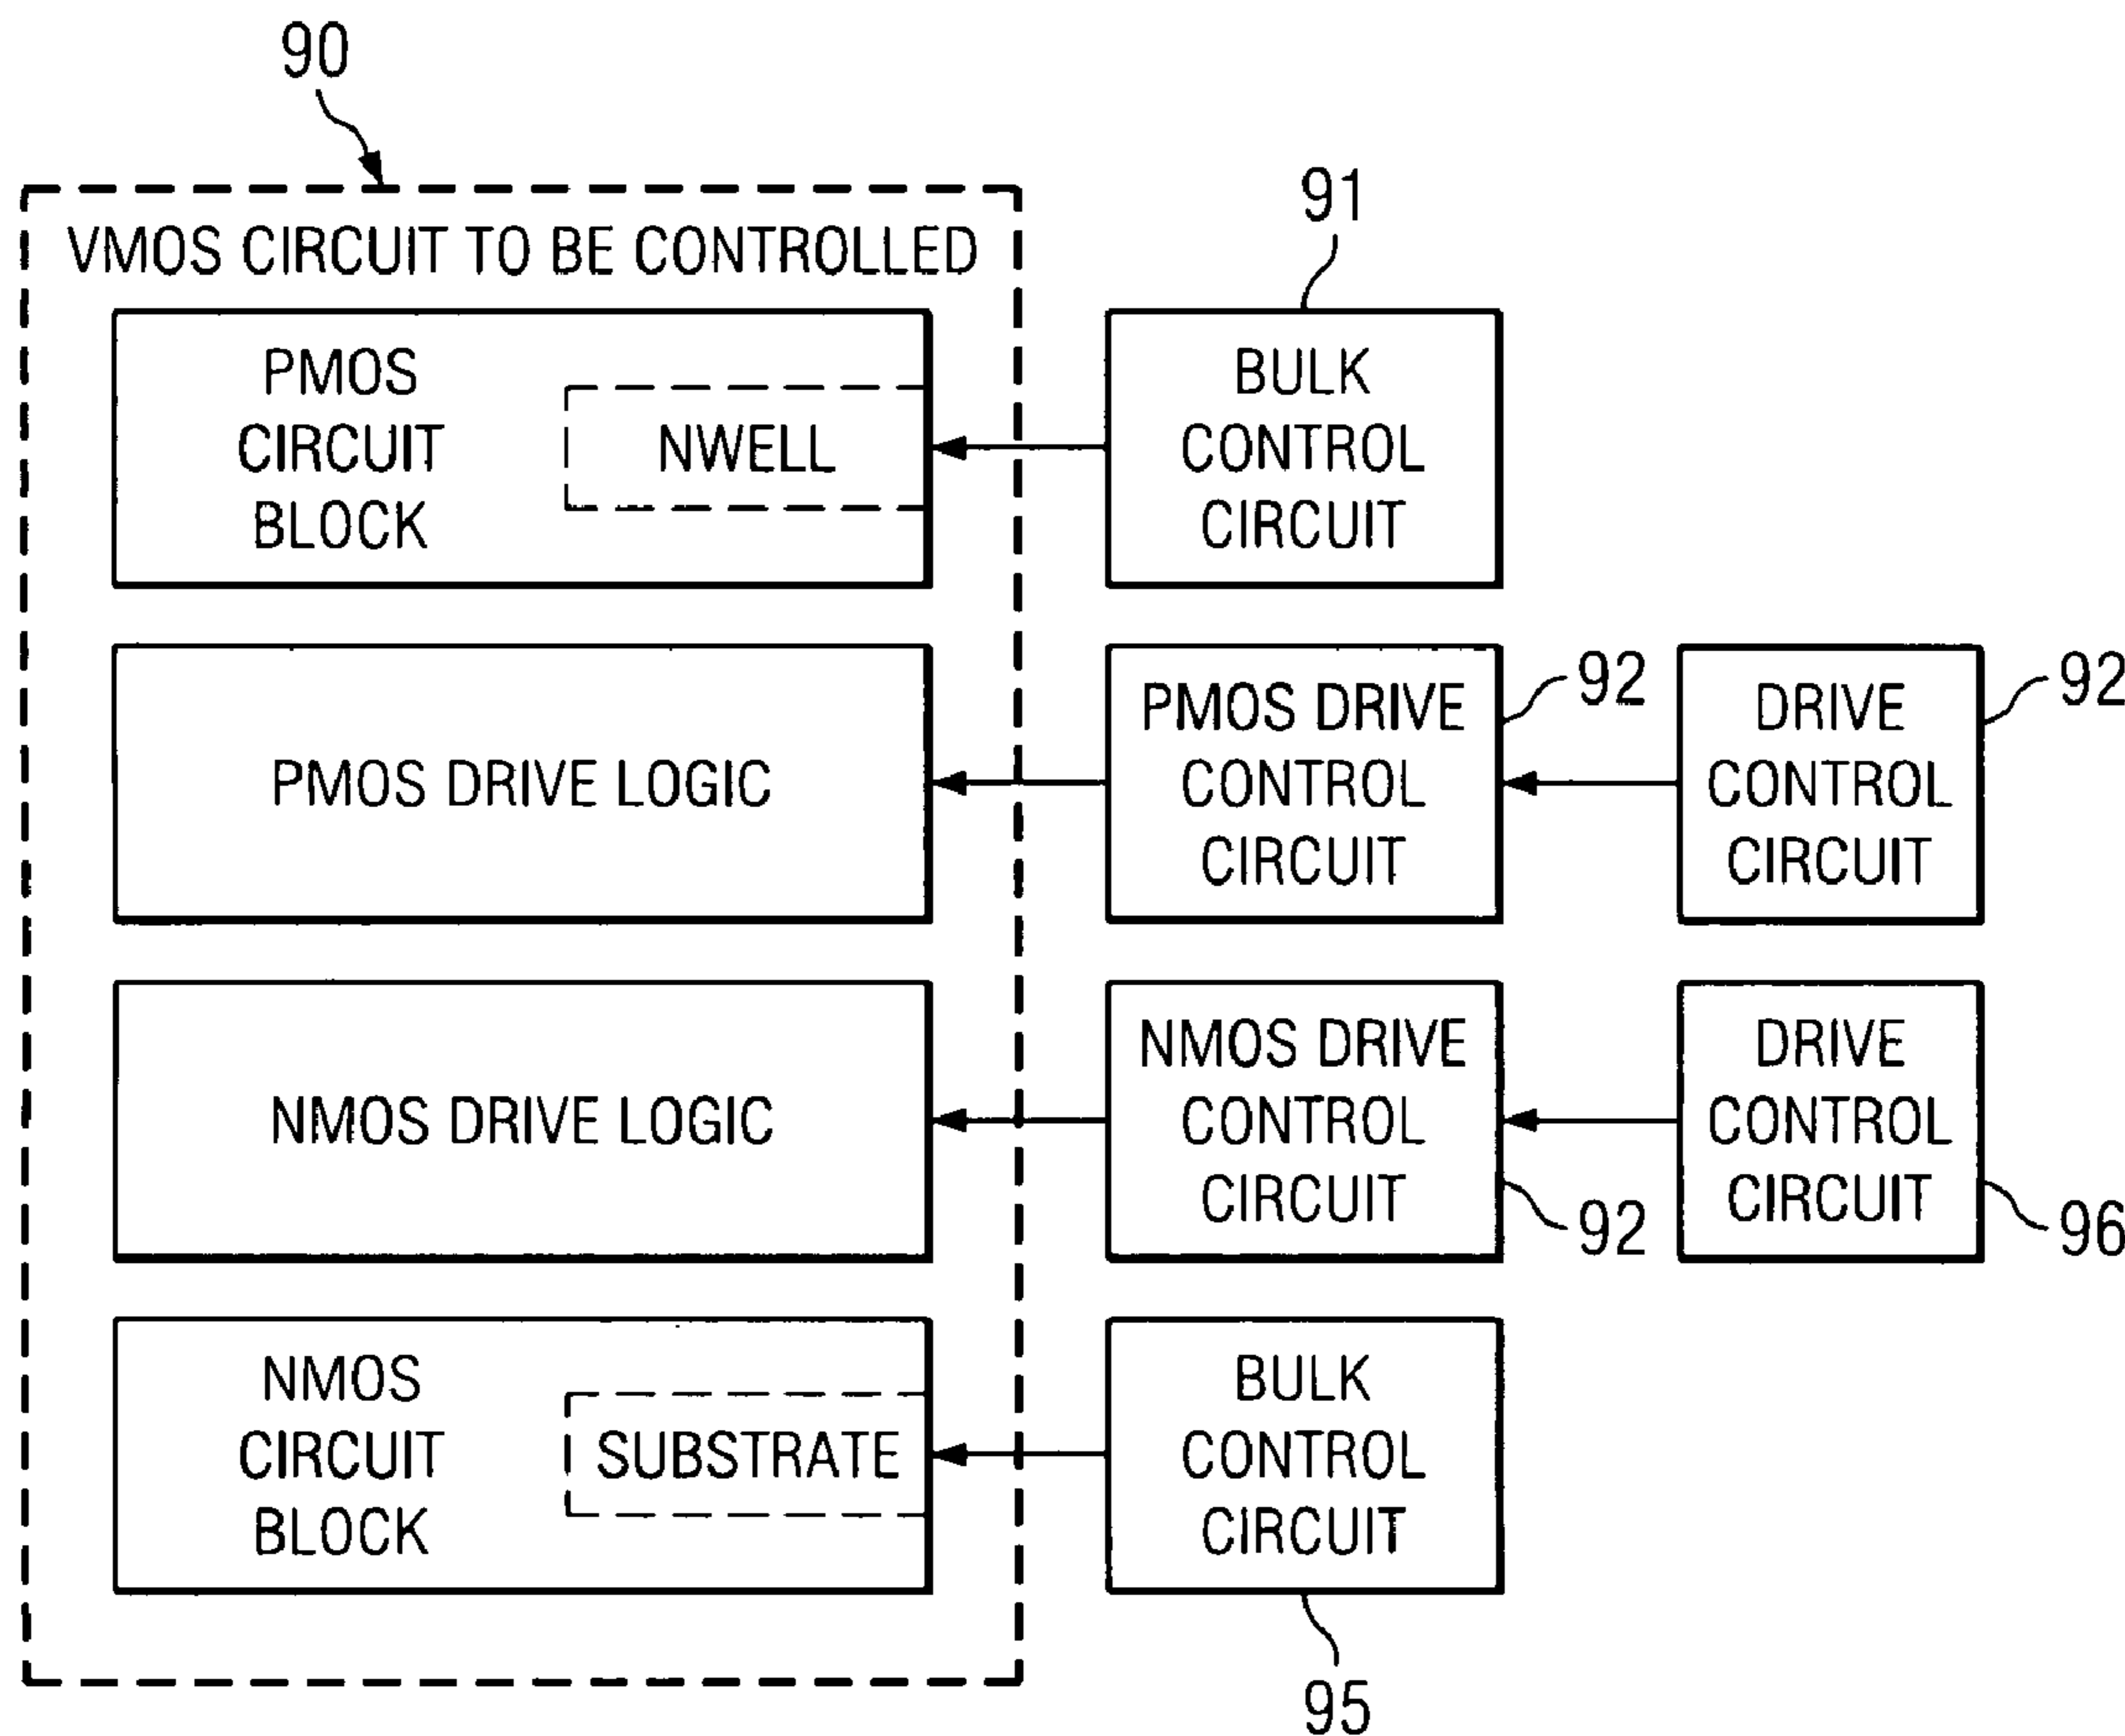 90
91
VMOS CIRCUIT TO BE CONTROLLED
PMOS
CIRCUIT
BLOCK
NWELL
BULK
CONTROL
CIRCUIT
PMOS DRIVE LOGIC
PMOS DRIVE
CONTROL
CIRCUIT
92
DRIVE
CONTROL
CIRCUIT
92
NMOS DRIVE LOGIC
NMOS DRIVE
CONTROL
CIRCUIT
92
DRIVE
CONTROL
CIRCUIT
96
NMOS
CIRCUIT
BLOCK
SUBSTRATE
BULK
CONTROL
CIRCUIT
95